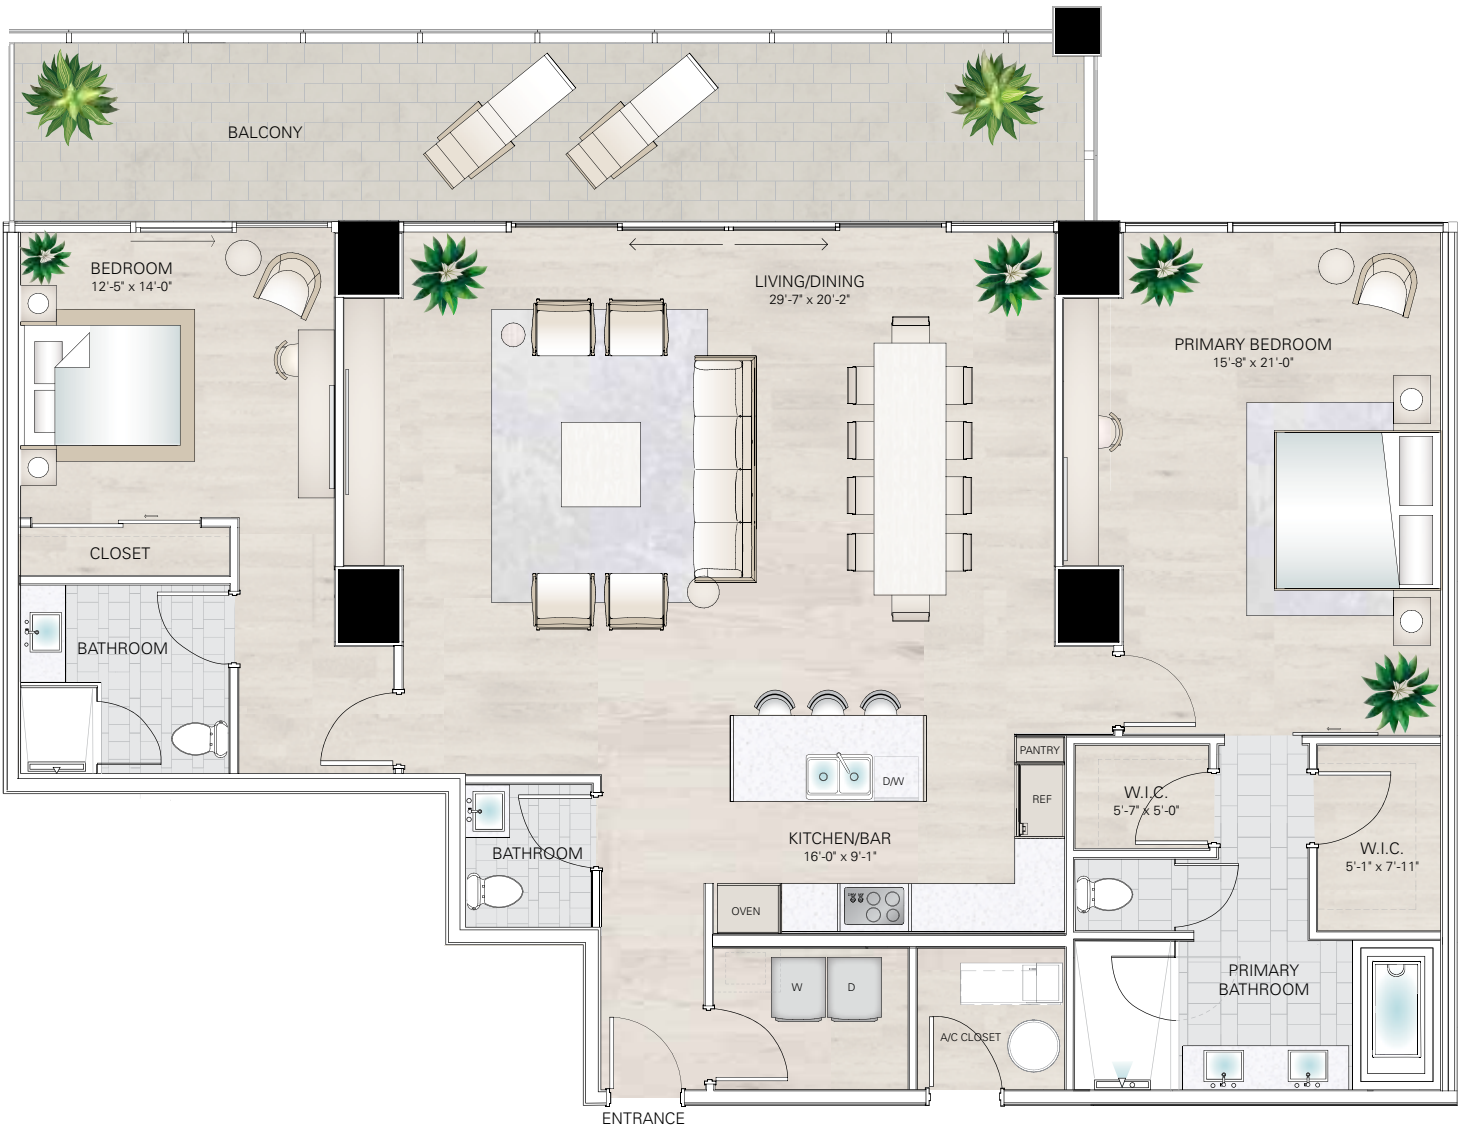 BALCONY
BEDROOM
12'-5" x 14'-0"
LIVING/DINING
29'-7" x 20'-2"
PRIMARY BEDROOM
15'-8" x 21'-0"
CLOSET
BATHROOM
PANTRY
D/W
REF
W.I.C.
5'-7" x 5'-0"
KITCHEN/BAR
16'-0" x 9'-1"
BATHROOM
W.I.C.
5'-1" x 7'-11"
OVEN
PRIMARY
BATHROOM
W
D
A/C CLOSET
ENTRANCE